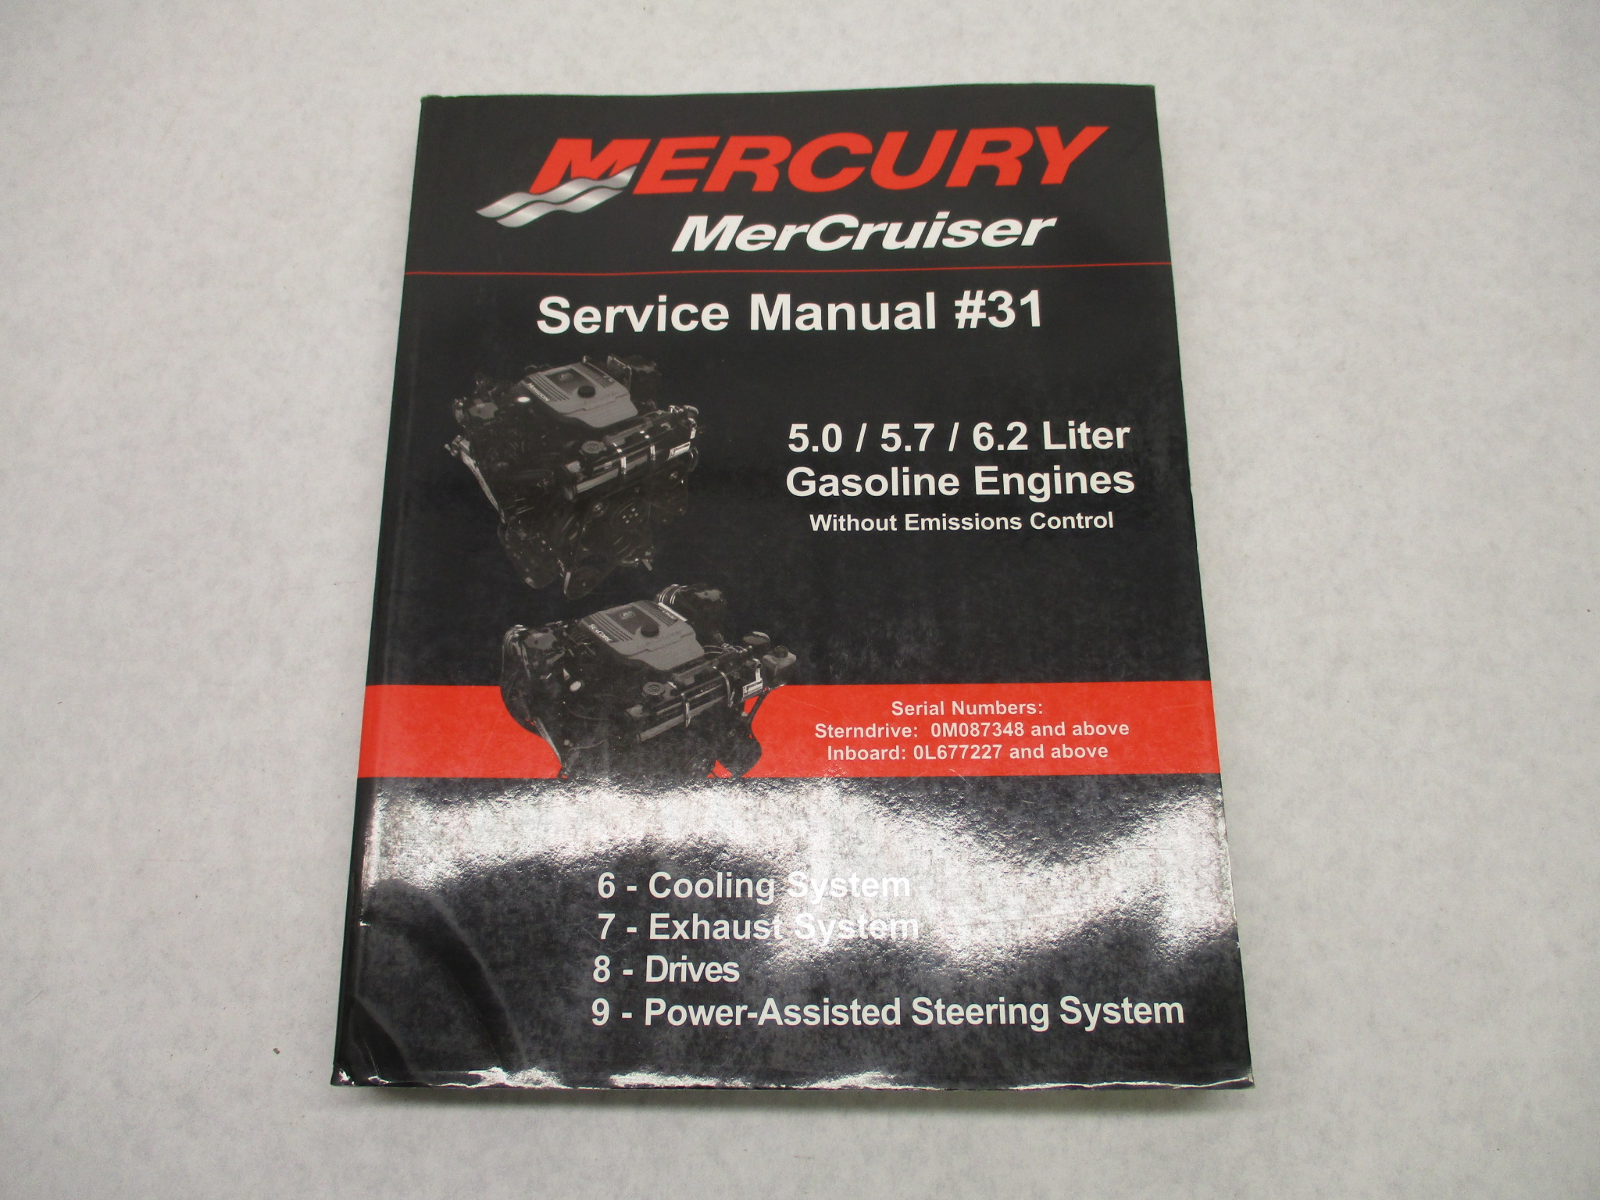 MERCURY
MerCruiser
Service Manual #31
5.0 / 5.7 / 6.2 Liter
Gasoline Engines
Without Emissions Control
Serial Numbers:
Sterndrive: 0M087348 and above
Inboard: 0L677227 and above
6 - Cooling System
7 - Exhaust System
8 - Drives
9 - Power-Assisted Steering System